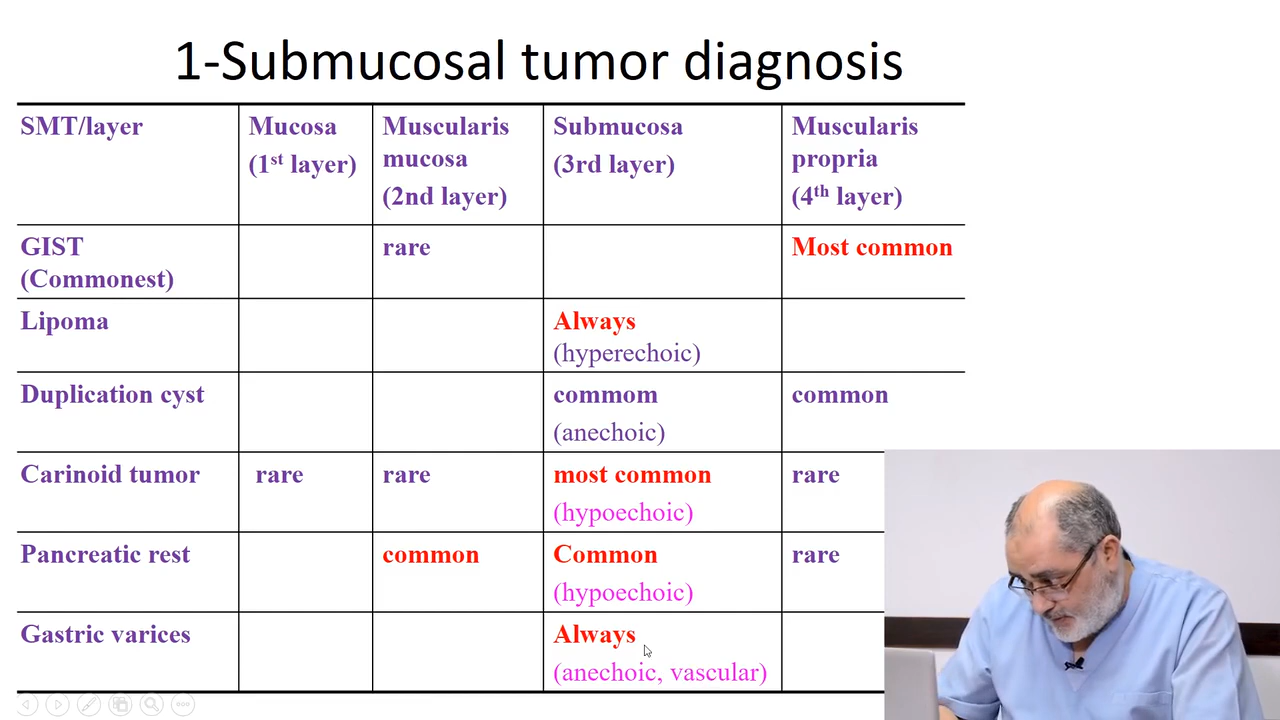 1-Submucosal tumor diagnosis
SMT/layer
Mucosa
(1st layer)
Muscularis
mucosa
(2nd layer)
Submucosa
(3rd layer)
Muscularis
propria
(4th layer)
GIST
(Commonest)
rare
Most common
Lipoma
Always
(hyperechoic)
Duplication cyst
commom
(anechoic)
common
Carinoid tumor
rare
rare
most common
(hypoechoic)
rare
Pancreatic rest
common
Common
(hypoechoic)
rare
Gastric varices
Always
(anechoic, vascular)